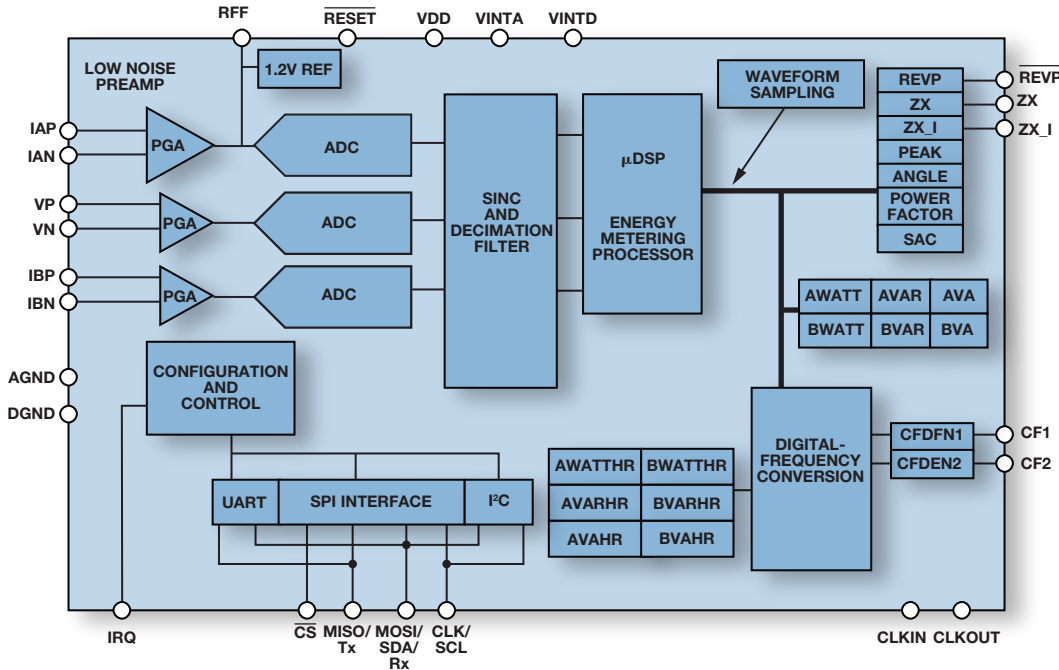 RFF
RESET
VDD
VINTA
VINTD
LOW NOISE
PREAMP
1.2V REF
WAVEFORM
SAMPLING
REVP
ZX
ZX_I
PEAK
ANGLE
POWER
FACTOR
SAC
REVP
ZX
ZX_I
IAP
IAN
PGA
ADC
VP
VN
PGA
ADC
IBP
IBN
PGA
ADC
SINC
AND
DECIMATION
FILTER
μDSP
ENERGY
METERING
PROCESSOR
AWATT
AVAR
AVA
BWATT
BVAR
BVA
AGND
DGND
CONFIGURATION
AND
CONTROL
UART
SPI INTERFACE
I²C
AWATTHR
BWATTHR
AVARHR
BVARHR
AVAHR
BVAHR
DIGITAL-
FREQUENCY
CONVERSION
CFDFN1
CFDEN2
CF1
CF2
IRQ
CS
MISO/
Tx
MOSI/
SDA/
Rx
CLK/
SCL
CLKIN
CLKOUT